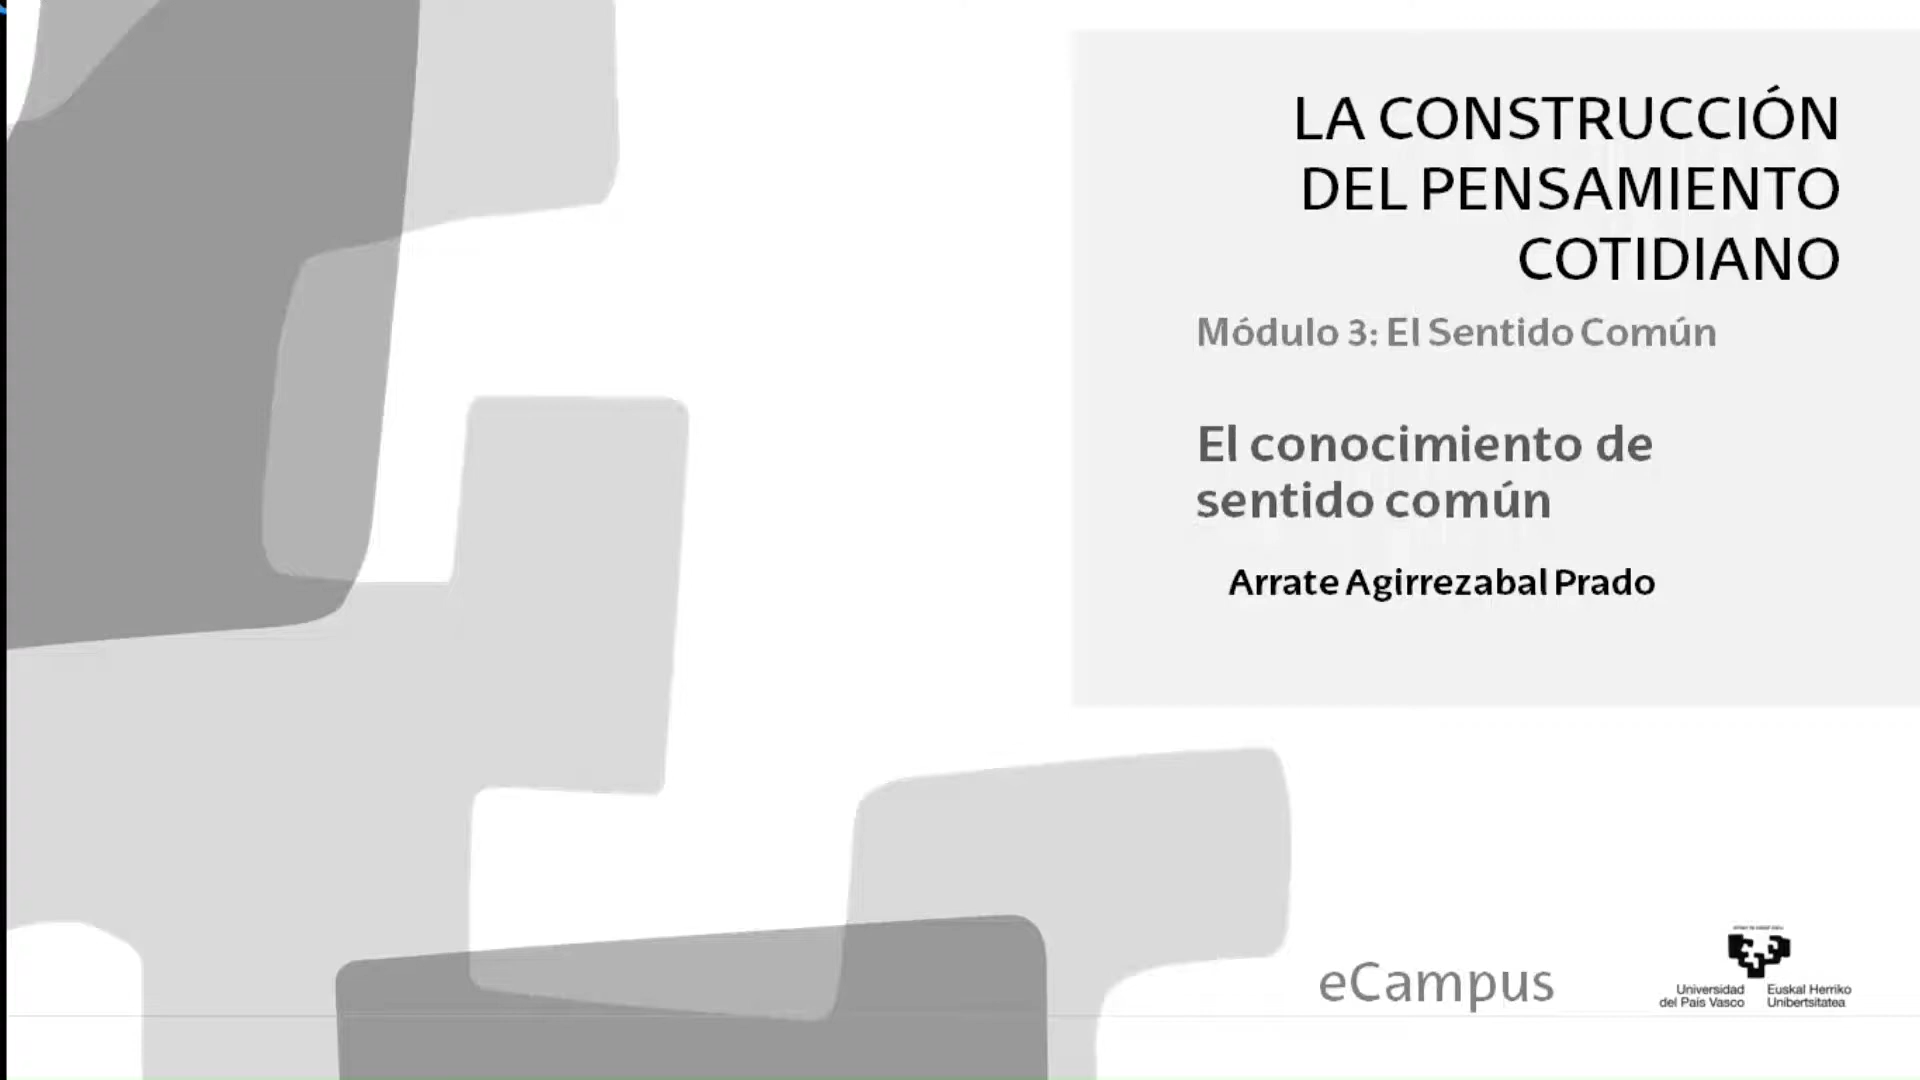 LA CONSTRUCCIÓN
DEL PENSAMIENTO
COTIDIANO
Módulo 3: El Sentido Común
El conocimiento de
sentido común
Arrate Agirrezabal Prado
eCampus
Universidad
del País Vasco
Euskal Herriko
Unibertsitatea